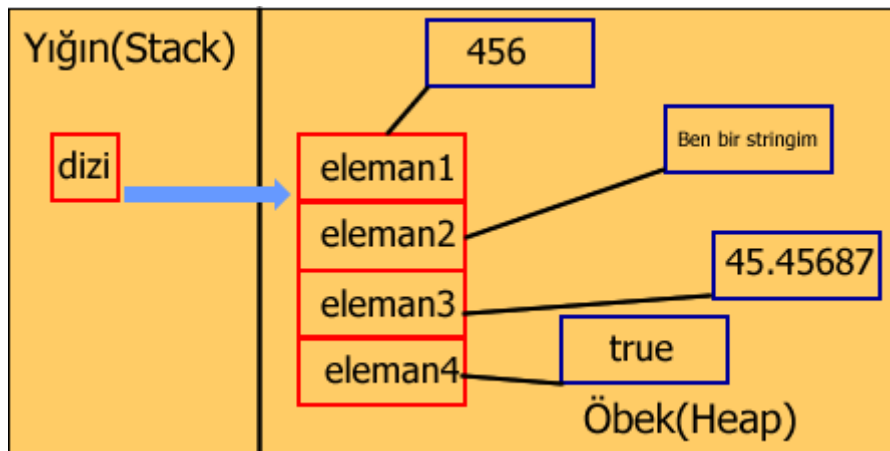 Yığın(Stack)
dizi
456
eleman1
Ben bir stringim
eleman2
45.45687
eleman3
true
eleman4
Öbek(Heap)